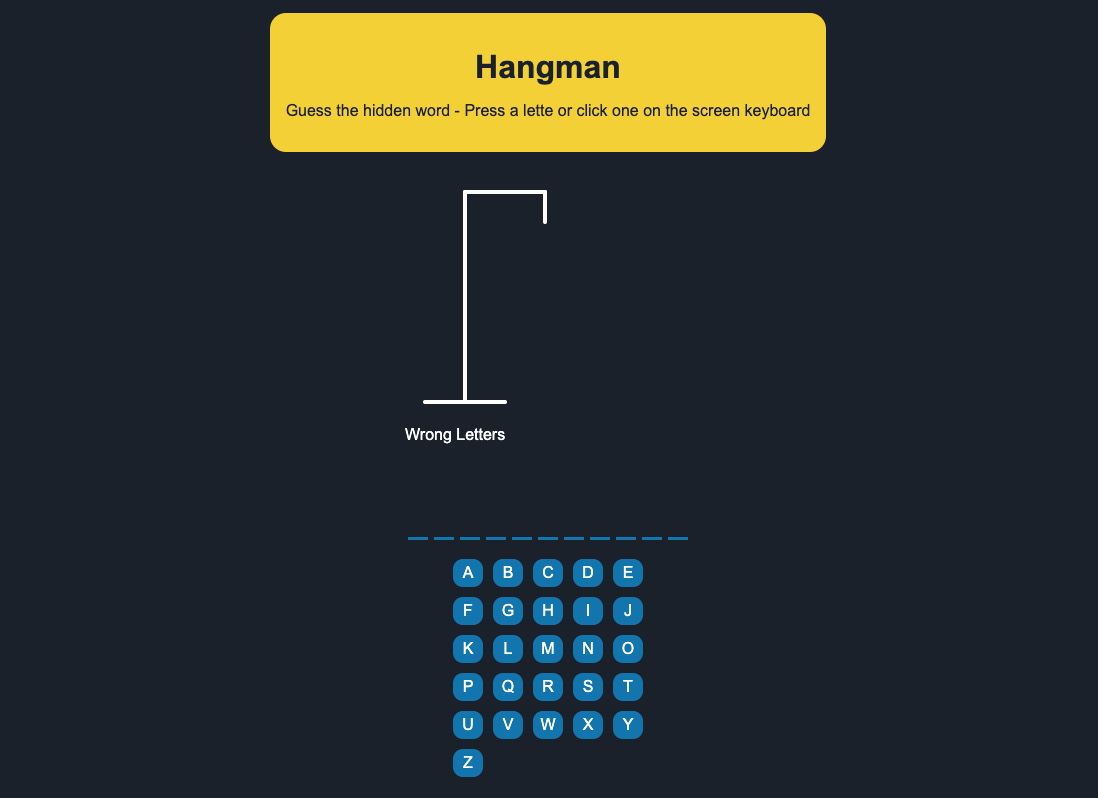 Hangman
Guess the hidden word - Press a lette or click one on the screen keyboard
Wrong Letters
A B C D E
F G H I J
K L M N O
P Q R S T
U V W X Y
Z